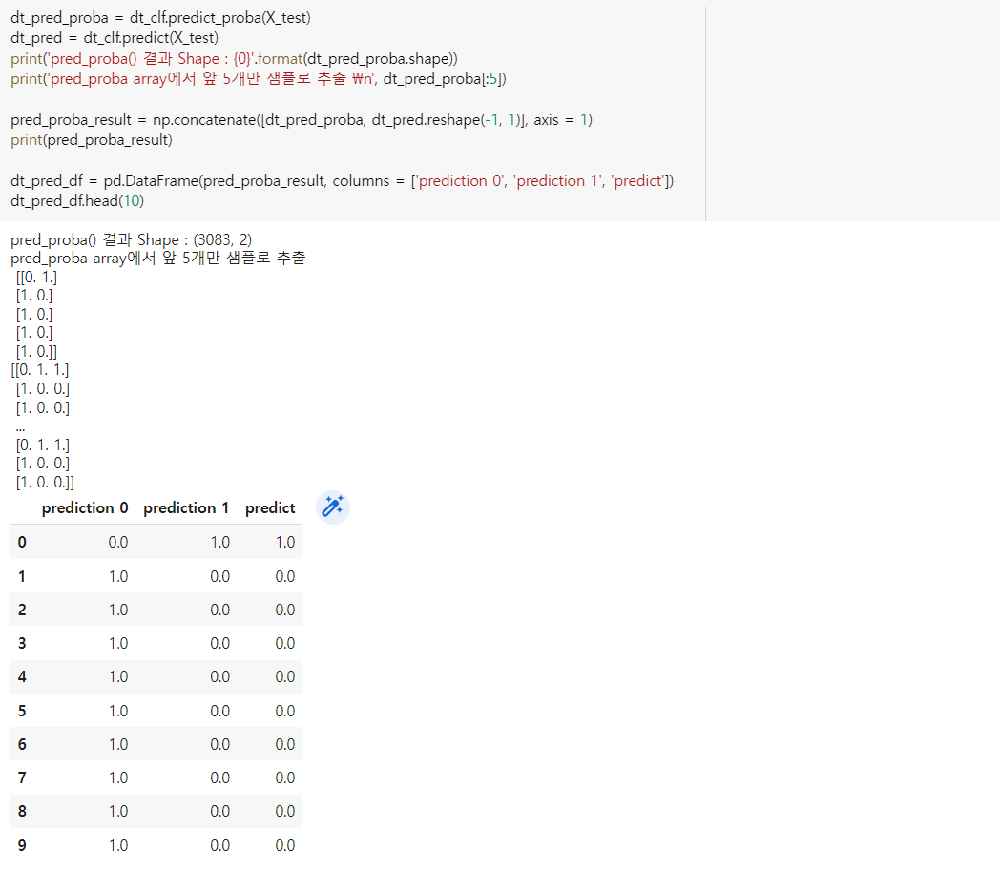 dt_pred_proba = dt_clf.predict_proba(X_test)
dt_pred = dt_clf.predict(X_test)
print('pred_proba() 결과 Shape : {0}'.format(dt_pred_proba.shape))
print('pred_proba array에서 앞 5개만 샘플로 추출 ₩n', dt_pred_proba[:5])
pred_proba_result = np.concatenate([dt_pred_proba, dt_pred.reshape(-1, 1)], axis = 1)
print(pred_proba_result)
dt_pred_df = pd.DataFrame(pred_proba_result, columns = ['prediction 0', 'prediction 1', 'predict'])
dt_pred_df.head(10)
pred_proba() 결과 Shape : (3083, 2)
pred_proba array에서 앞 5개만 샘플로 추출
[[0. 1.]
[1. 0.]
[1. 0.]
[1. 0.]
[1. 0.]]
[[0. 1. 1.]
[1. 0. 0.]
[1. 0. 0.]
...
[0. 1. 1.]
[1. 0. 0.]
[1. 0. 0.]]
prediction 0 prediction 1 predict
0 0.0 1.0 1.0
1 1.0 0.0 0.0
2 1.0 0.0 0.0
3 1.0 0.0 0.0
4 1.0 0.0 0.0
5 1.0 0.0 0.0
6 1.0 0.0 0.0
7 1.0 0.0 0.0
8 1.0 0.0 0.0
9 1.0 0.0 0.0